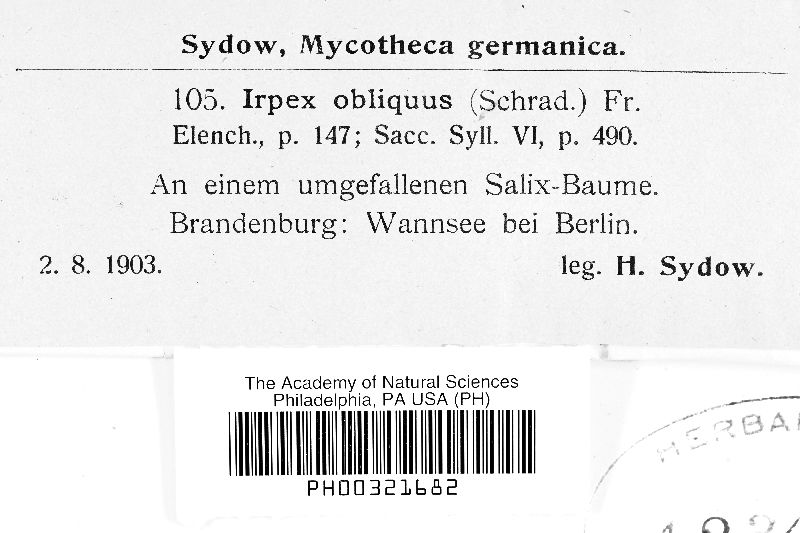 Sydow, Mycotheca germanica.
105. Irpex obliquus (Schrad.) Fr.
Elench., p. 147; Sacc. Syll. VI, p. 490.
An einem umgefallenen Salix-Baume.
Brandenburg: Wannsee bei Berlin.
2. 8. 1903. leg. H. Sydow.
The Academy of Natural Sciences
Philadelphia, PA USA (PH)
PH00321682